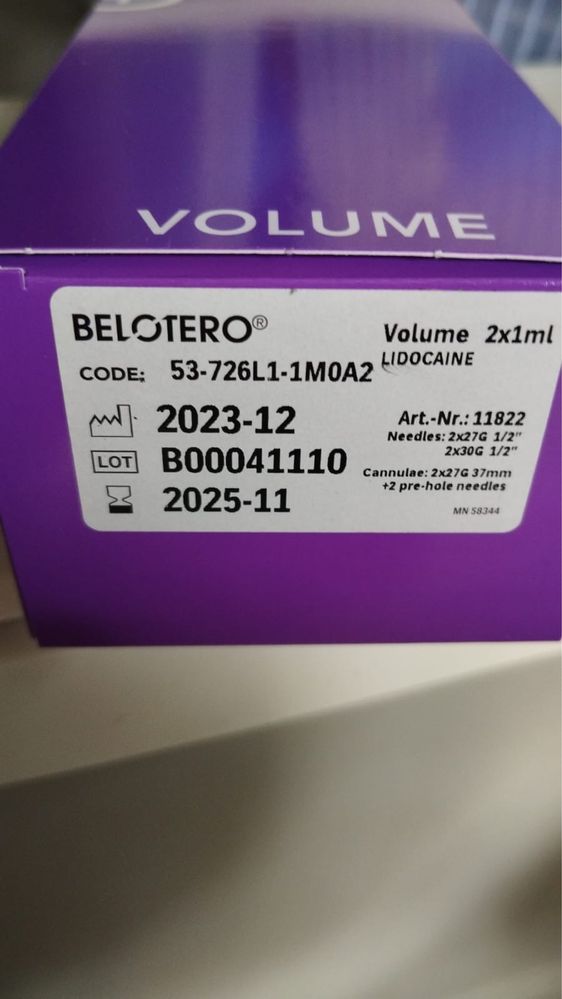 VOLUME
BELOTERO®
Volume 2x1ml
LIDOCAINE
CODE: 53-726L1-1M0A2
2023-12
LOT B00041110
2025-11
Art.-Nr.: 11822
Needles: 2x27G 1/2"
2x30G 1/2"
Cannulae: 2x27G 37mm
+2 pre-hole needles
MN 58344